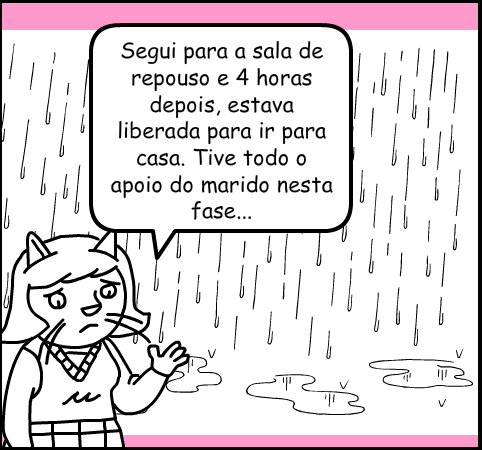 Segui para a sala de
repouso e 4 horas
depois, estava
liberada para ir para
casa. Tive todo o
apoio do marido nesta
fase...